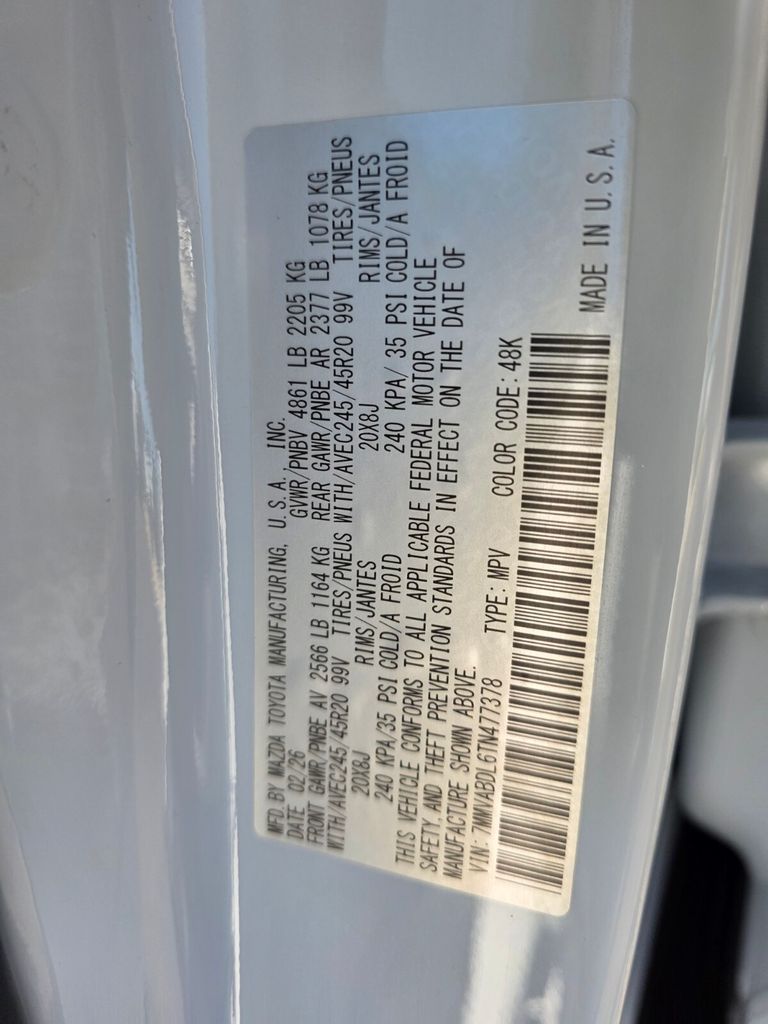 MFD. BY MAZDA TOYOTA MANUFACTURING, U.S.A., INC.
DATE 02/26 GVWR/PNBV 4861 LB 2205 KG
FRONT GAWR/PNBE AV 2566 LB 1164 KG REAR GAWR/PNBE AR 2377 LB 1078 KG
WITH/AVEC245/45R20 99V TIRES/PNEUS WITH/AVEC245/45R20 99V TIRES/PNEUS
20X8J RIMS/JANTES 20X8J RIMS/JANTES
240 KPA/35 PSI COLD/A FROID 240 KPA/ 35 PSI COLD/A FROID
THIS VEHICLE CONFORMS TO ALL APPLICABLE FEDERAL MOTOR VEHICLE
SAFETY, AND THEFT PREVENTION STANDARDS IN EFFECT ON THE DATE OF
MANUFACTURE SHOWN ABOVE.
VIN: 7MMVABDL6TN477378 TYPE: MPV COLOR CODE: 48K
MADE IN U.S.A.